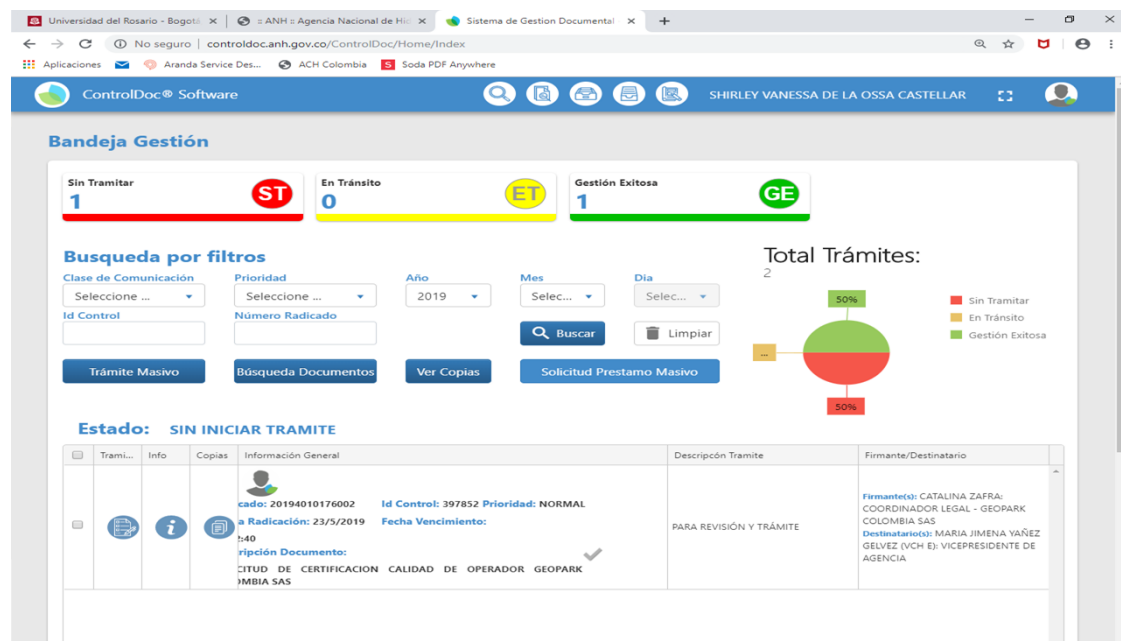 Universidad del Rosario - Bogotá
:: ANH :: Agencia Nacional de Hic
Sistema de Gestion Documental
No seguro | controldoc.anh.gov.co/ControlDoc/Home/Index
Aplicaciones
Aranda Service Des...
ACH Colombia
S Soda PDF Anywhere
ControlDoc® Software
SHIRLEY VANESSA DE LA OSSA CASTELLAR
Bandeja Gestión
Sin Tramitar
1
ST
En Tránsito
0
ET
Gestión Exitosa
1
GE
Busqueda por filtros
Clase de Comunicación
Prioridad
Año
Mes
Dia
Seleccione ...
Seleccione ...
2019
Selec...
Selec...
Id Control
Número Radicado
Buscar
Limpiar
Trámite Masivo
Búsqueda Documentos
Ver Copias
Solicitud Prestamo Masivo
Total Trámites:
2
50%
...
50%
Sin Tramitar
En Tránsito
Gestión Exitosa
Estado: SIN INICIAR TRAMITE
Trami...
Info
Copias
Información General
Descripcón Tramite
Firmante/Destinatario
cado: 20194010176002 Id Control: 397852 Prioridad: NORMAL
a Radicación: 23/5/2019 Fecha Vencimiento:
:40
ripción Documento:
CITUD DE CERTIFICACION CALIDAD DE OPERADOR GEOPARK
MBIA SAS
PARA REVISIÓN Y TRÁMITE
Firmante(s): CATALINA ZAFRA:
COORDINADOR LEGAL - GEOPARK
COLOMBIA SAS
Destinatario(s): MARIA JIMENA YAÑEZ
GELVEZ (VCH E): VICEPRESIDENTE DE
AGENCIA